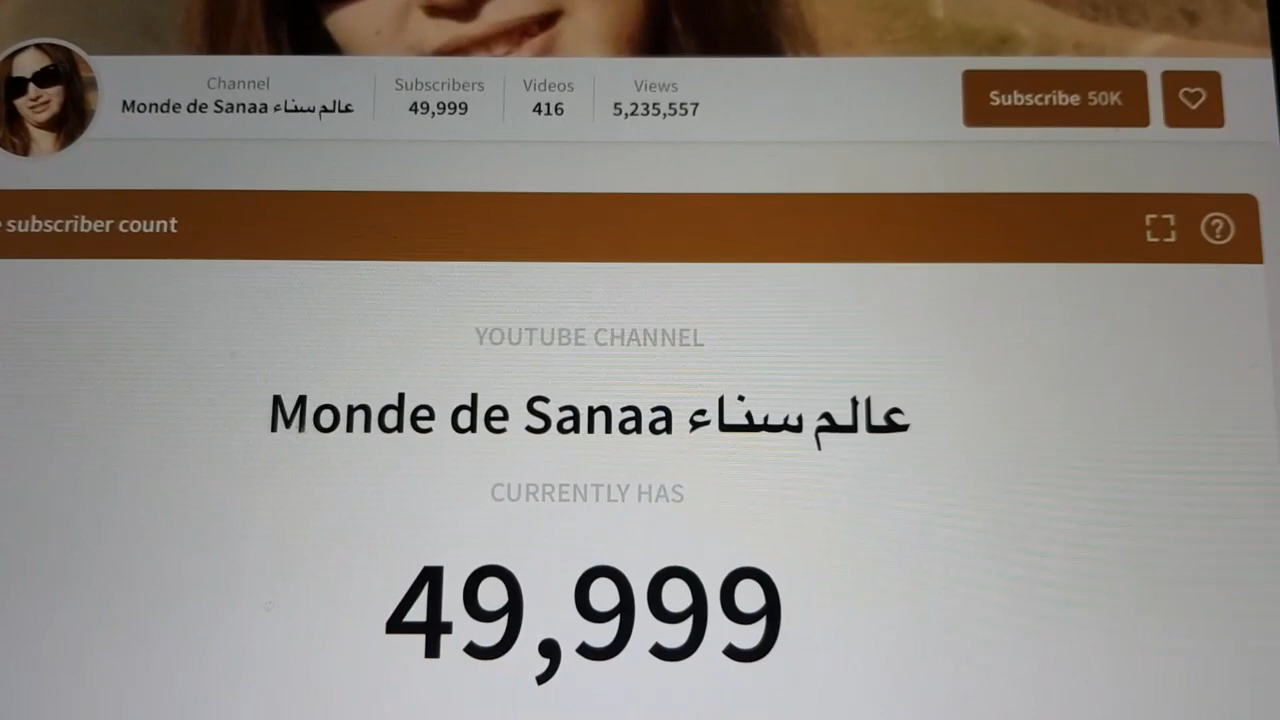 Channel
Monde de Sanaa عالم سناء
Subscribers
49,999
Videos
416
Views
5,235,557
Subscribe 50K
subscriber count
YOUTUBE CHANNEL
Monde de Sanaa عالم سناء
CURRENTLY HAS
49,999